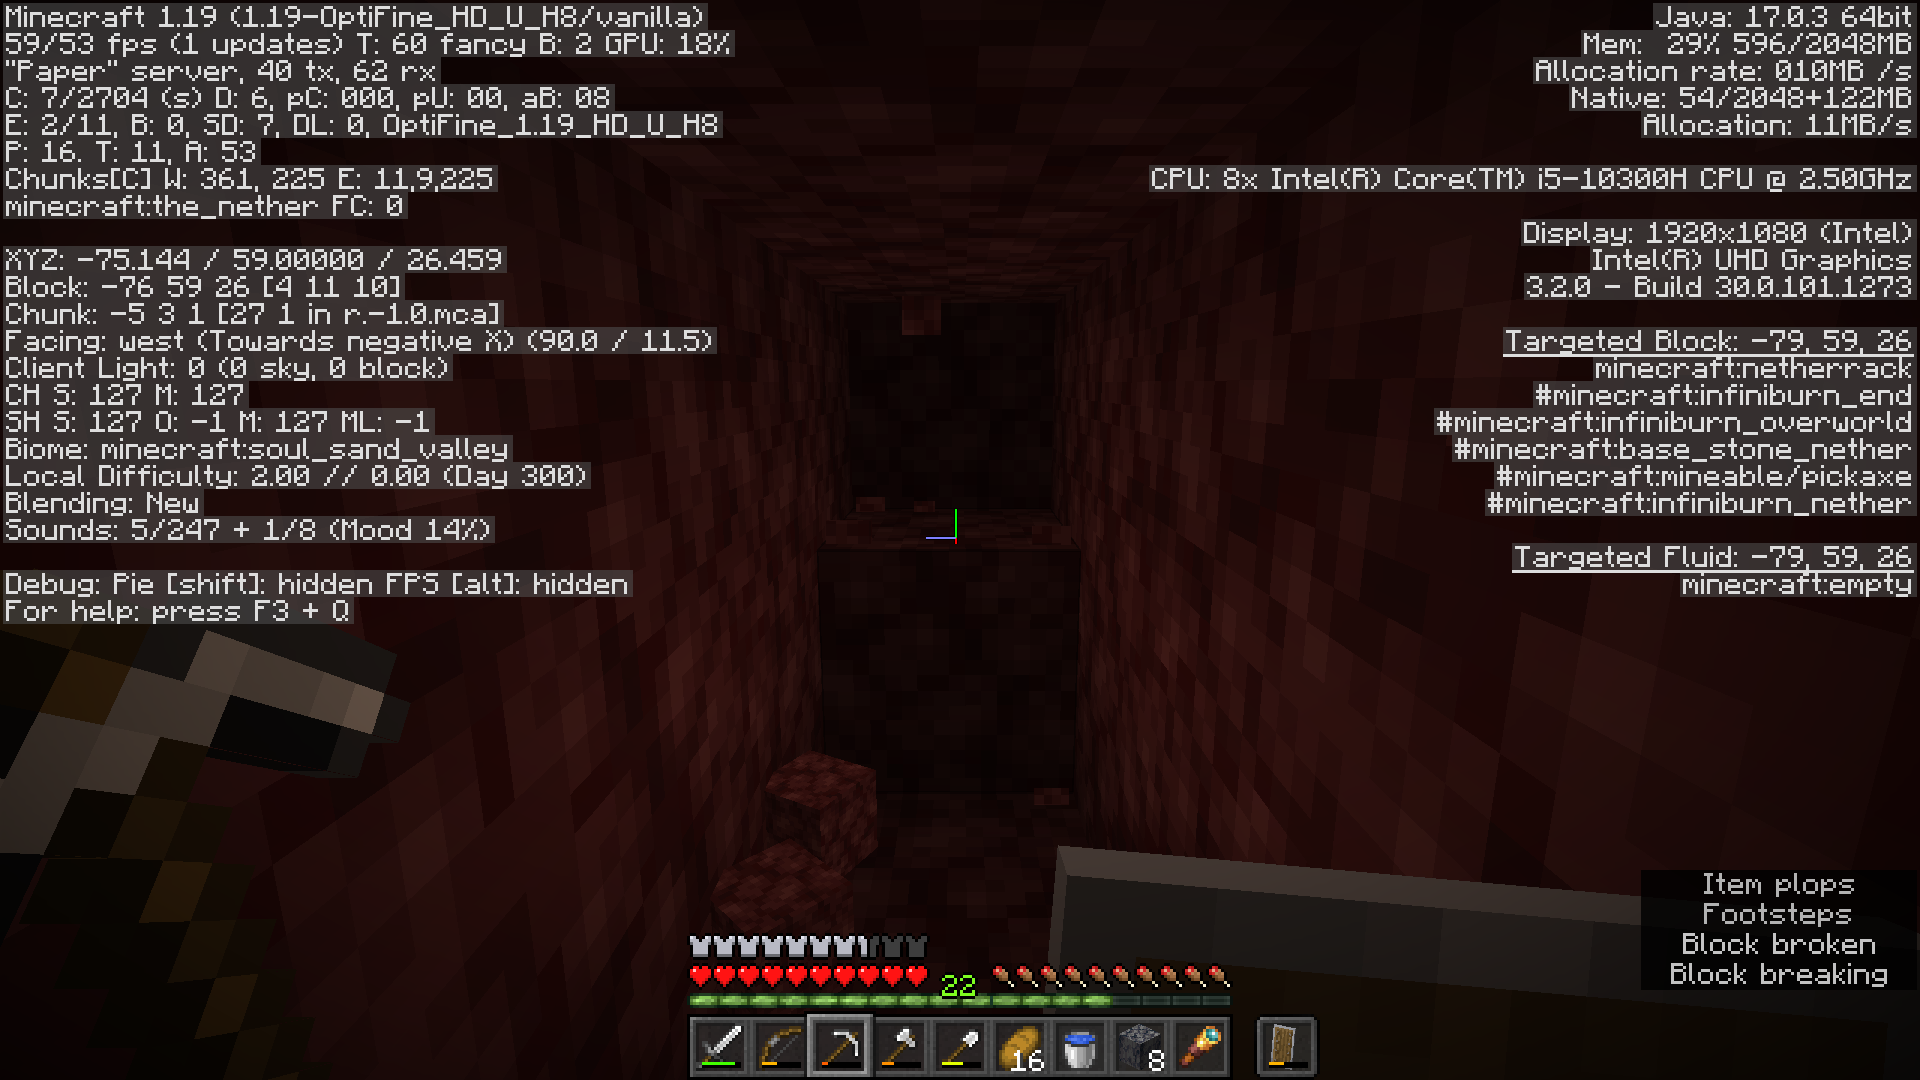 Minecraft 1.19 (1.19-OptiFine_HD_U_H8/vanilla)
59/53 fps (1 updates) T: 60 fancy B: 2 GPU: 18%
"Paper" server, 40 tx, 62 rx
C: 7/2704 (s) D: 6, pC: 000, pU: 00, aB: 08
E: 2/11, B: 0, SD: 7, DL: 0, OptiFine_1.19_HD_U_H8
P: 16. T: 11, A: 53
Chunks[C] W: 361, 225 E: 11,9,225
minecraft:the_nether FC: 0
XYZ: -75.144 / 59.00000 / 26.459
Block: -76 59 26 [4 11 10]
Chunk: -5 3 1 [27 1 in r.-1.0.mca]
Facing: west (Towards negative X) (90.0 / 11.5)
Client Light: 0 (0 sky, 0 block)
CH S: 127 M: 127
SH S: 127 O: -1 M: 127 ML: -1
Biome: minecraft:soul_sand_valley
Local Difficulty: 2.00 // 0.00 (Day 300)
Blending: New
Sounds: 5/247 + 1/8 (Mood 14%)
Debug: Pie [shift]: hidden FPS [alt]: hidden
For help: press F3 + Q
Java: 17.0.3 64bit
Mem: 29% 596/2048MB
Allocation rate: 010MB /s
Native: 54/2048+122MB
Allocation: 11MB/s
CPU: 8x Intel(R) Core(TM) i5-10300H CPU @ 2.50GHz
Display: 1920x1080 (Intel)
Intel(R) UHD Graphics
3.2.0 - Build 30.0.101.1273
Targeted Block: -79, 59, 26
minecraft:netherrack
#minecraft:infiniburn_end
#minecraft:infiniburn_overworld
#minecraft:base_stone_nether
#minecraft:mineable/pickaxe
#minecraft:infiniburn_nether
Targeted Fluid: -79, 59, 26
minecraft:empty
Item plops
Footsteps
Block broken
Block breaking
22
16
8